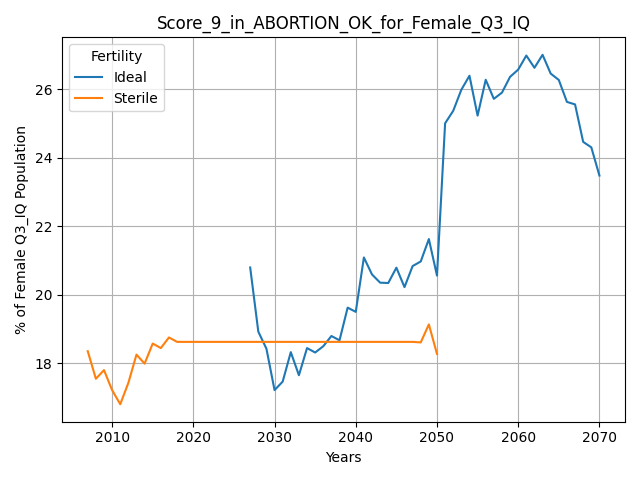 Score_9_in_ABORTION_OK_for_Female_Q3_IQ
Fertility
Ideal
Sterile
% of Female Q3_IQ Population
26
24
22
20
18
2010 2020 2030 2040 2050 2060 2070
Years